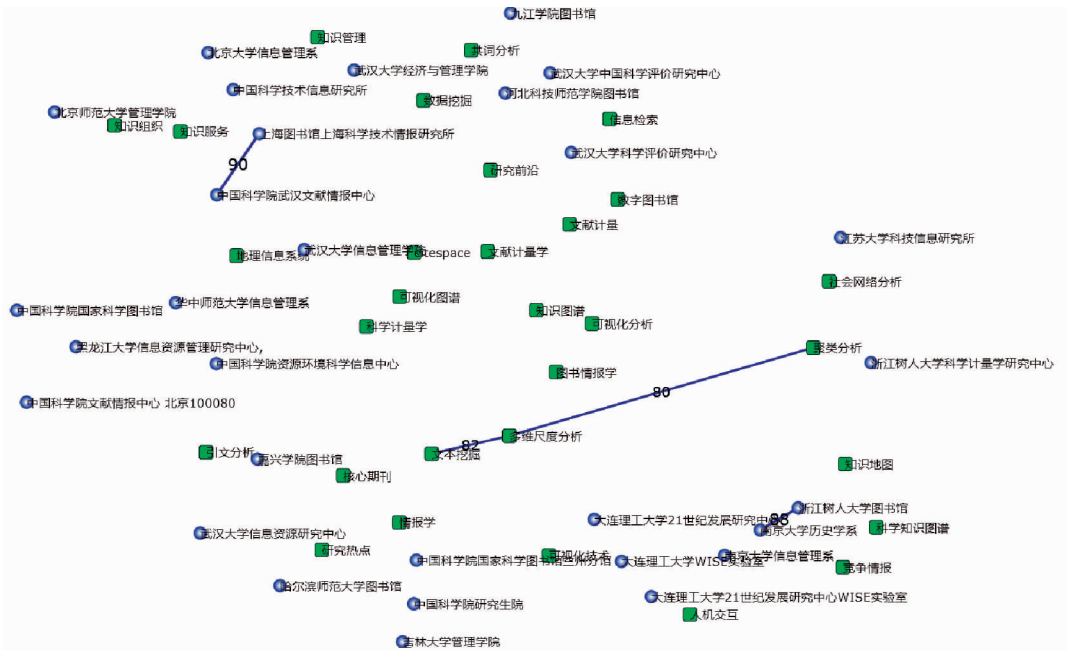 九江学院图书馆
知识管理
北京大学信息管理系
共词分析
武汉大学经济与管理学院
武汉大学中国科学评价研究中心
中国科学技术信息研究所
河北科技师范学院图书馆
数据挖掘
北京师范大学管理学院
信息检索
知识组织
知识服务
上海图书馆上海科学技术情报研究所
武汉大学科学评价研究中心
90
研究前沿
中国科学院武汉文献情报中心
数字图书馆
文献计量
江苏大学科技信息研究所
武汉大学信息管理学院
地理信息系统
citespace
文献计量学
社会网络分析
可视化图谱
华中师范大学信息管理系
中国科学院国家科学图书馆
知识图谱
可视化分析
科学计量学
黑龙江大学信息资源管理研究中心,
聚类分析
中国科学院资源环境科学信息中心
浙江树人大学科学计量学研究中心
图书情报学
80
中国科学院文献情报中心 北京100080
多维尺度分析
82
引文分析
文本挖掘
嘉兴学院图书馆
知识地图
核心期刊
浙江树人大学图书馆
大连理工大学21世纪发展研究中心
88
情报学
科学知识图谱
武汉大学信息资源研究中心
南京大学历史学系
研究热点
可视化技术
南京大学信息管理系
中国科学院国家科学图书馆兰州分馆
大连理工大学WISE实验室
竞争情报
哈尔滨师范大学图书馆
大连理工大学21世纪发展研究中心WISE实验室
中国科学院研究生院
人机交互
吉林大学管理学院